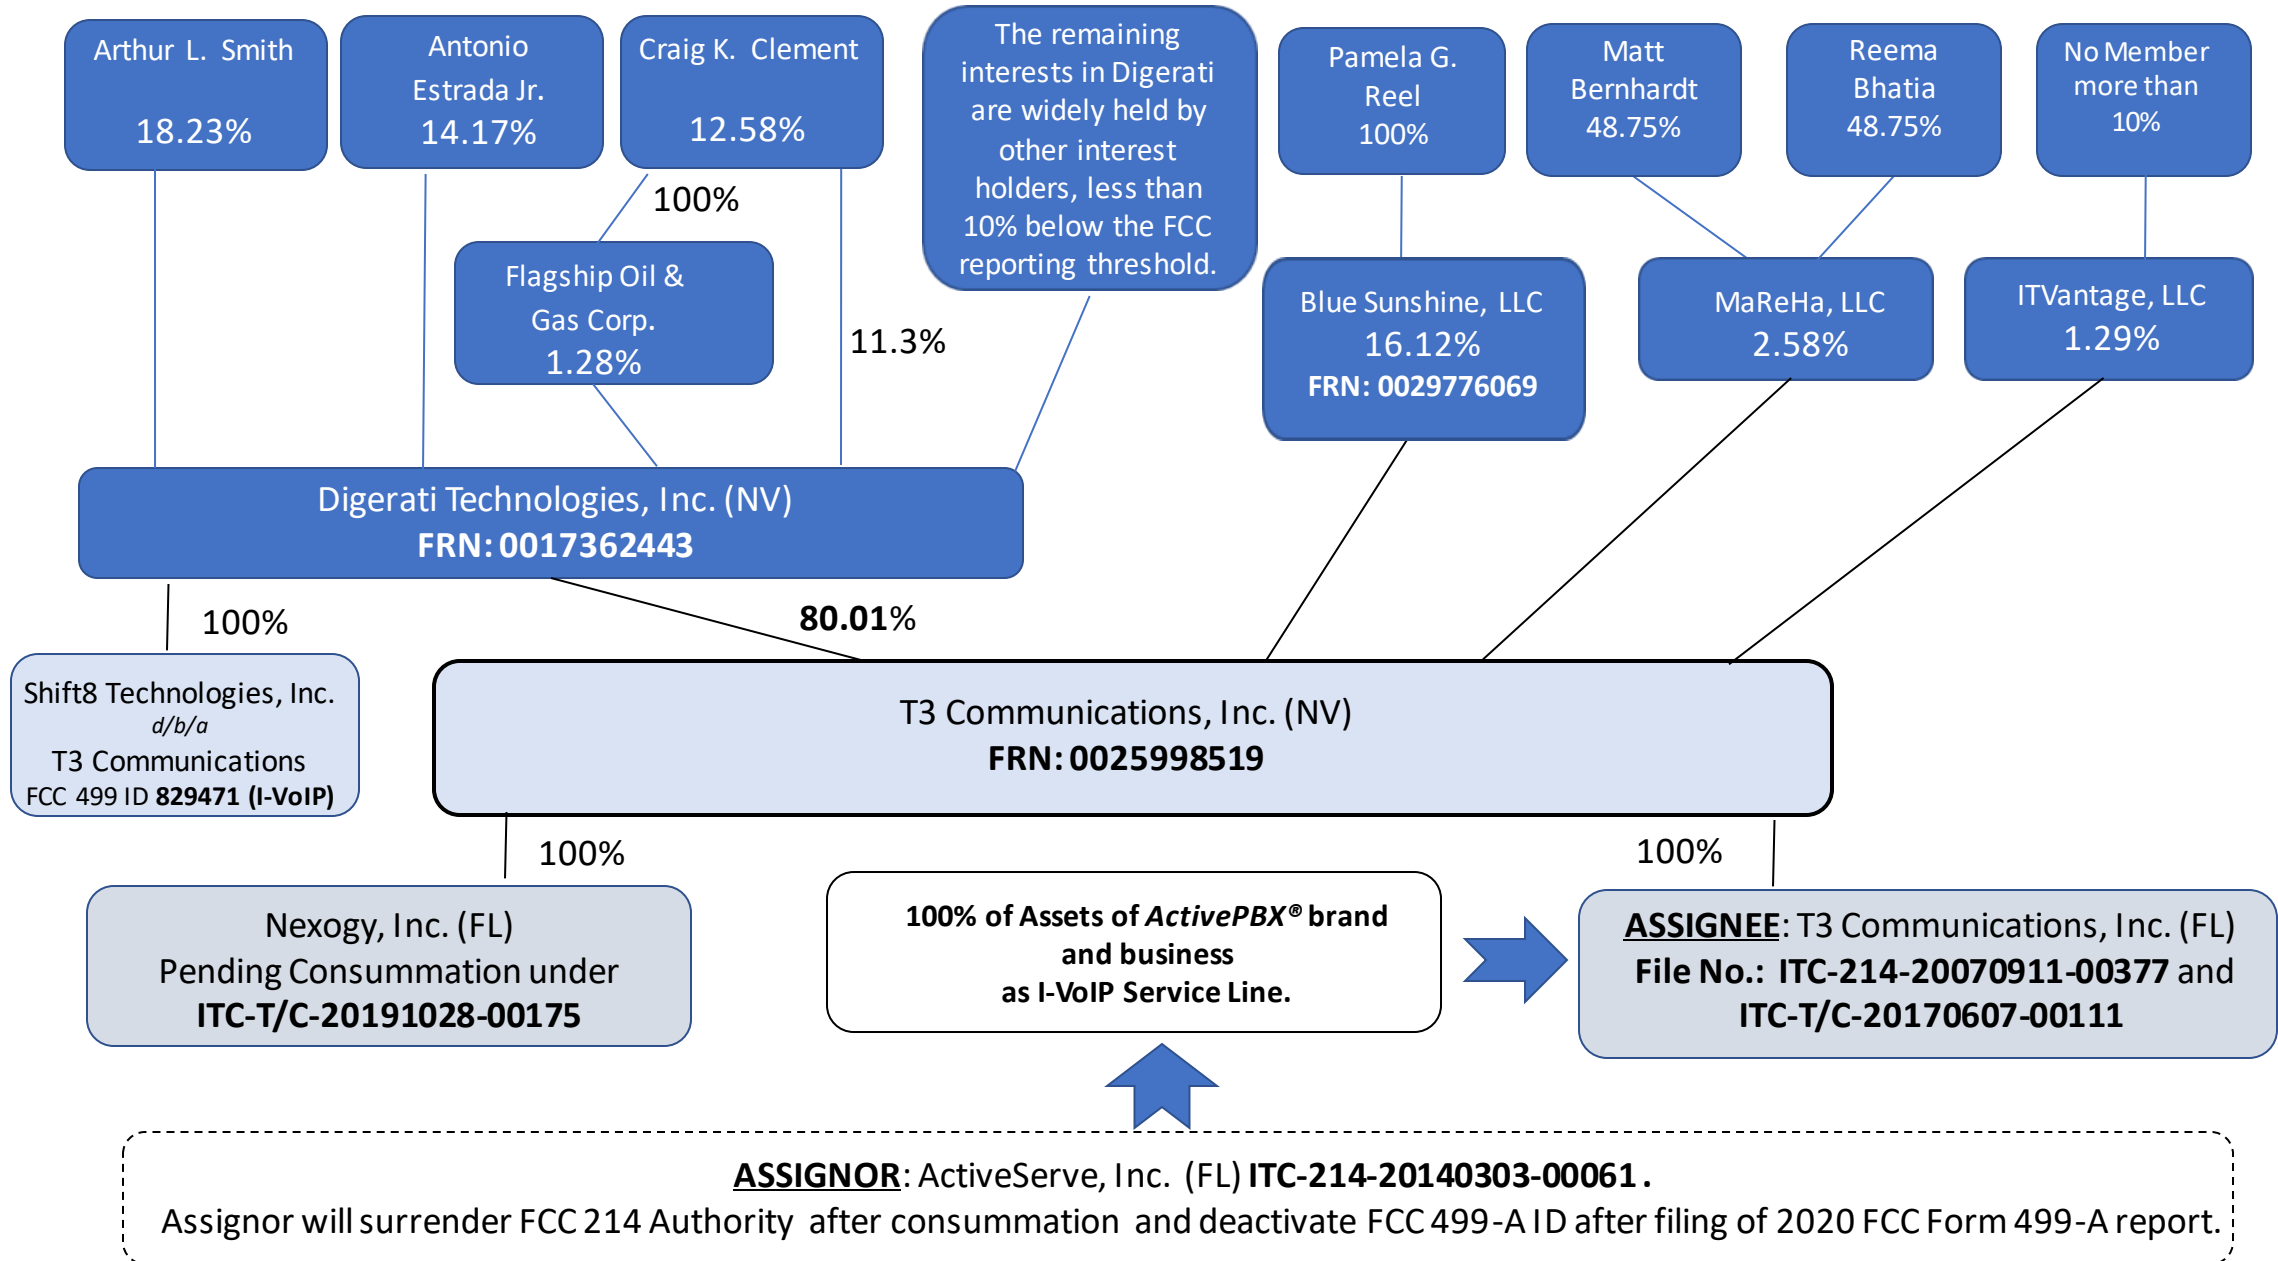 Arthur L. Smith
18.23%
Antonio
Estrada Jr.
14.17%
Craig K. Clement
12.58%
The remaining
interests in Digerati
are widely held by
other interest
holders, less than
10% below the FCC
reporting threshold.
Pamela G.
Reel
100%
Matt
Bernhardt
48.75%
Reema
Bhatia
48.75%
No Member
more than
10%
100%
Flagship Oil &
Gas Corp.
1.28%
11.3%
Blue Sunshine, LLC
16.12%
FRN: 0029776069
MaReHa, LLC
2.58%
ITVantage, LLC
1.29%
Digerati Technologies, Inc. (NV)
FRN: 0017362443
100%
80.01%
Shift8 Technologies, Inc.
d/b/a
T3 Communications
FCC 499 ID 829471 (I-VoIP)
T3 Communications, Inc. (NV)
FRN: 0025998519
100%
100%
Nexogy, Inc. (FL)
Pending Consummation under
ITC-T/C-20191028-00175
100% of Assets of ActivePBX® brand
and business
as I-VoIP Service Line.
ASSIGNEE: T3 Communications, Inc. (FL)
File No.: ITC-214-20070911-00377 and
ITC-T/C-20170607-00111
ASSIGNOR: ActiveServe, Inc. (FL) ITC-214-20140303-00061.
Assignor will surrender FCC 214 Authority after consummation and deactivate FCC 499-A ID after filing of 2020 FCC Form 499-A report.